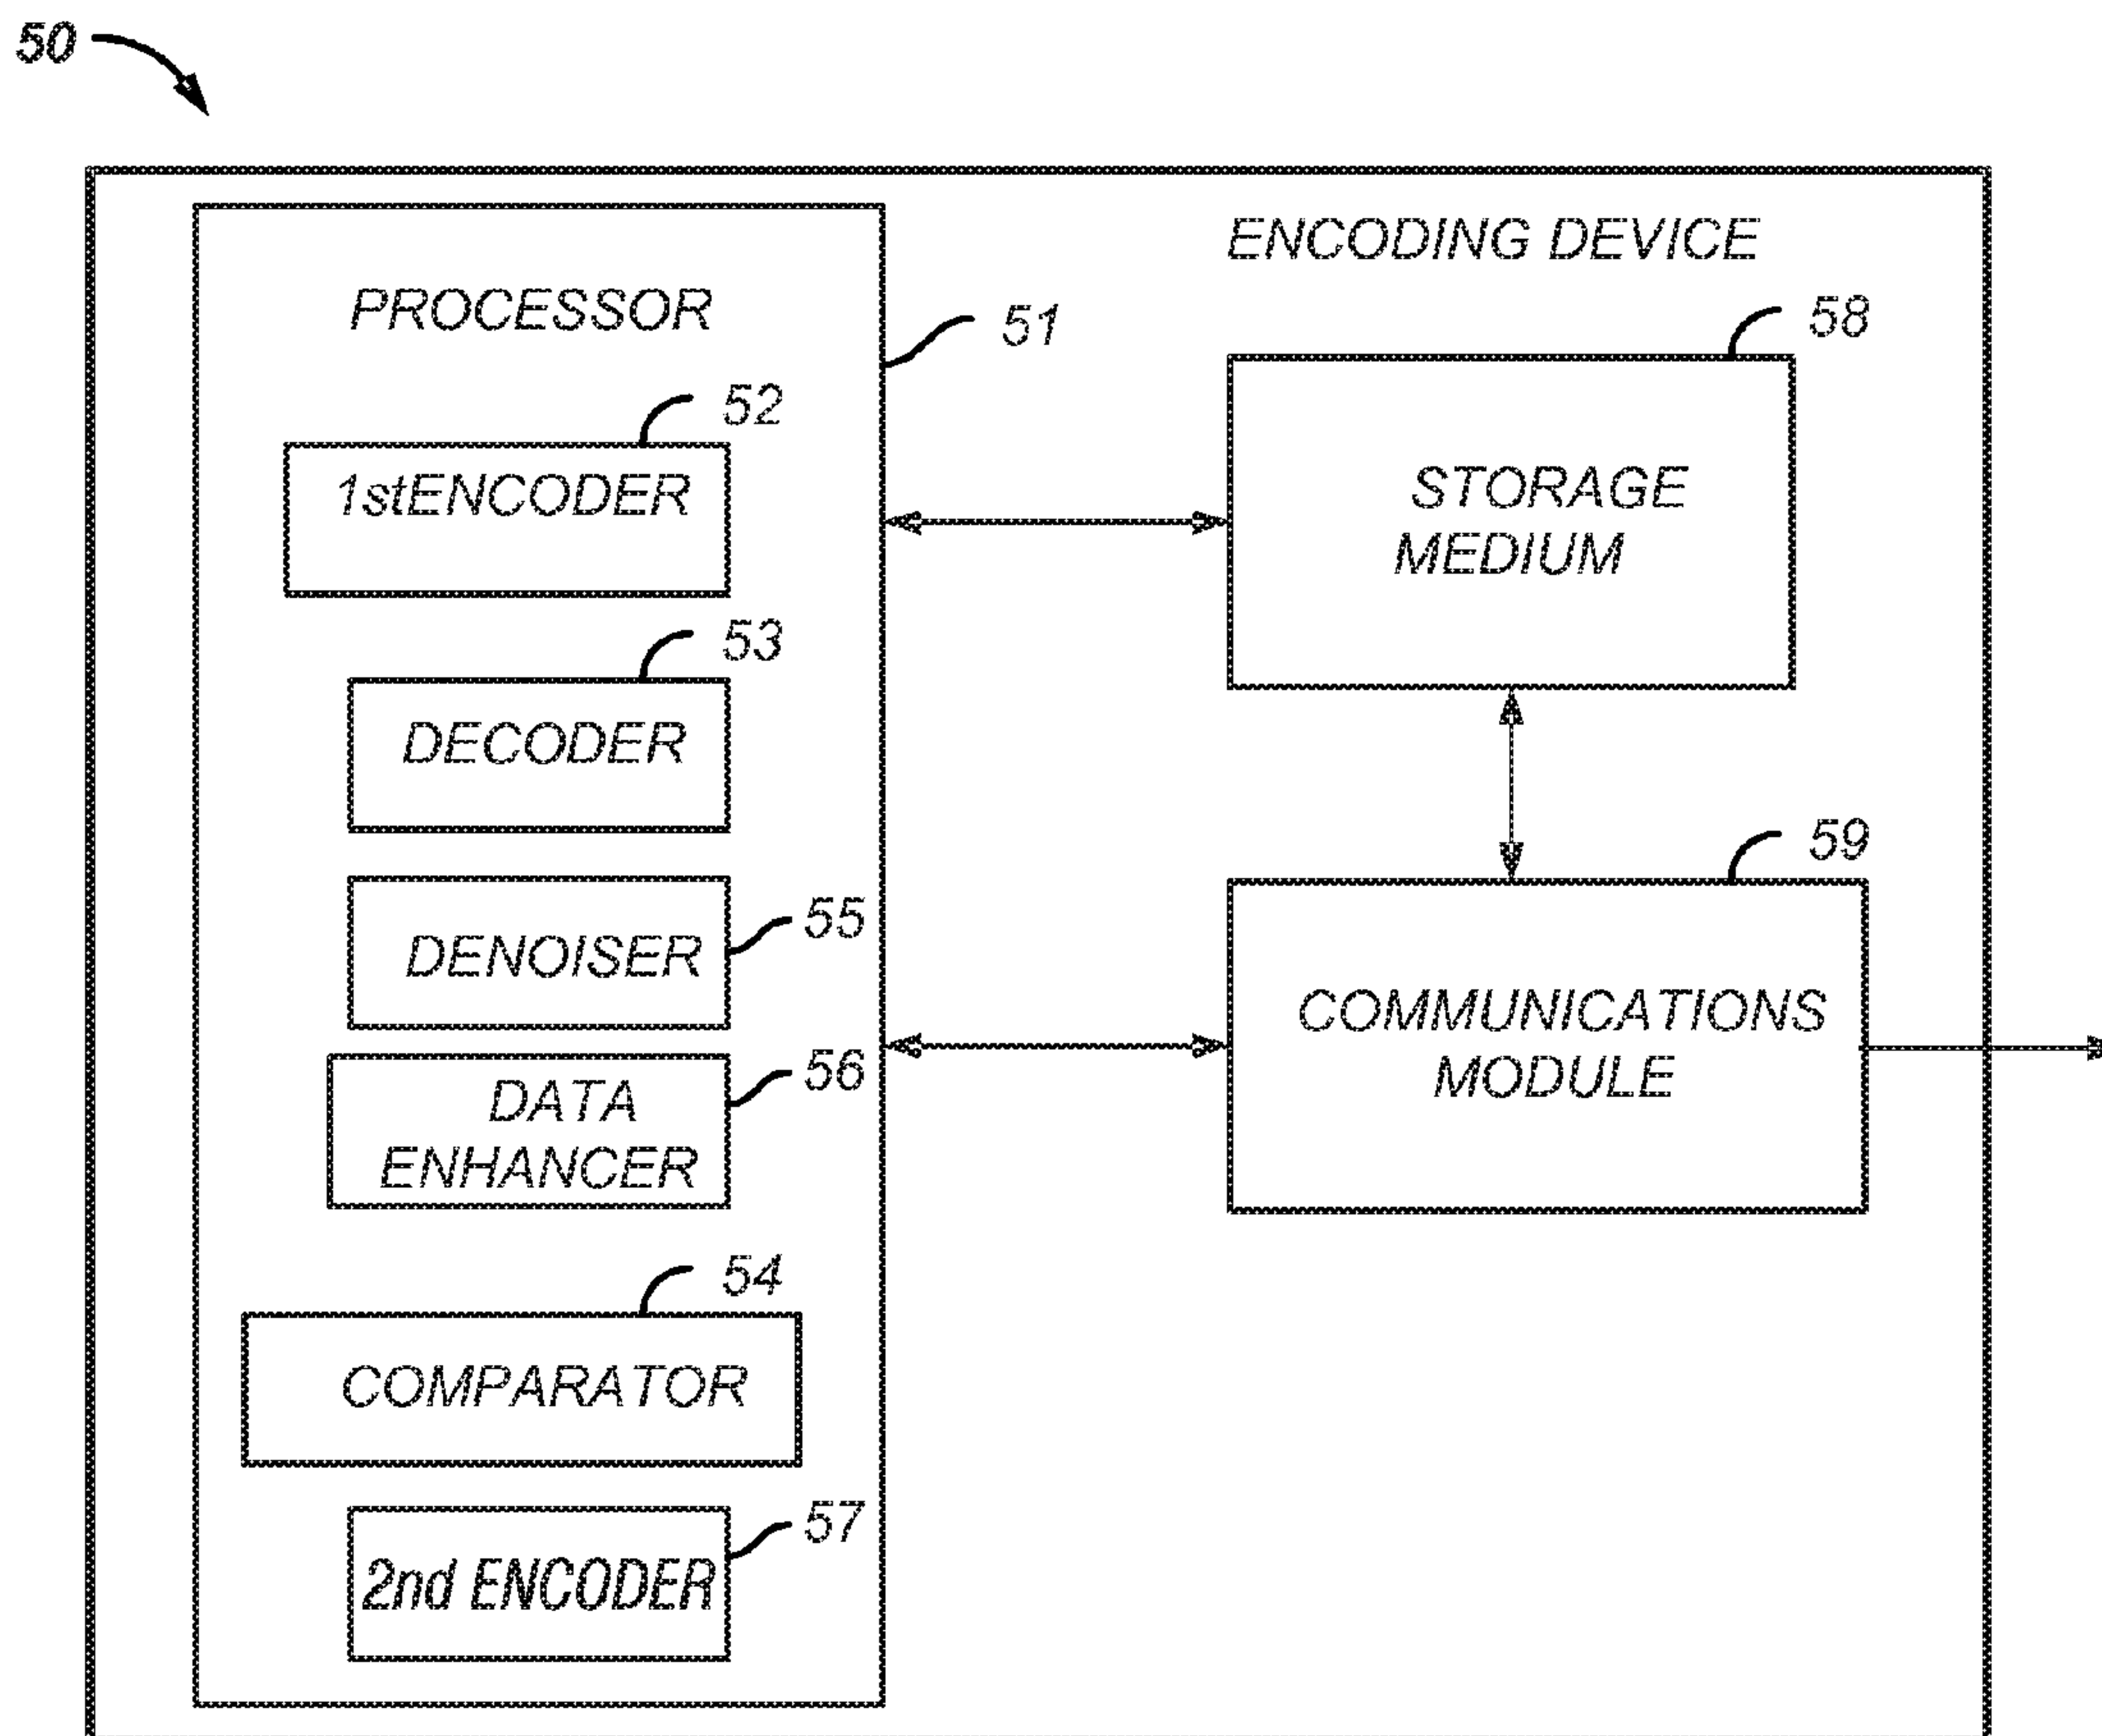 50
ENCODING DEVICE
PROCESSOR
51
52
1stENCODER
53
DECODER
55
DENOISER
56
DATA
ENHANCER
54
COMPARATOR
57
2nd ENCODER
58
STORAGE
MEDIUM
59
COMMUNICATIONS
MODULE